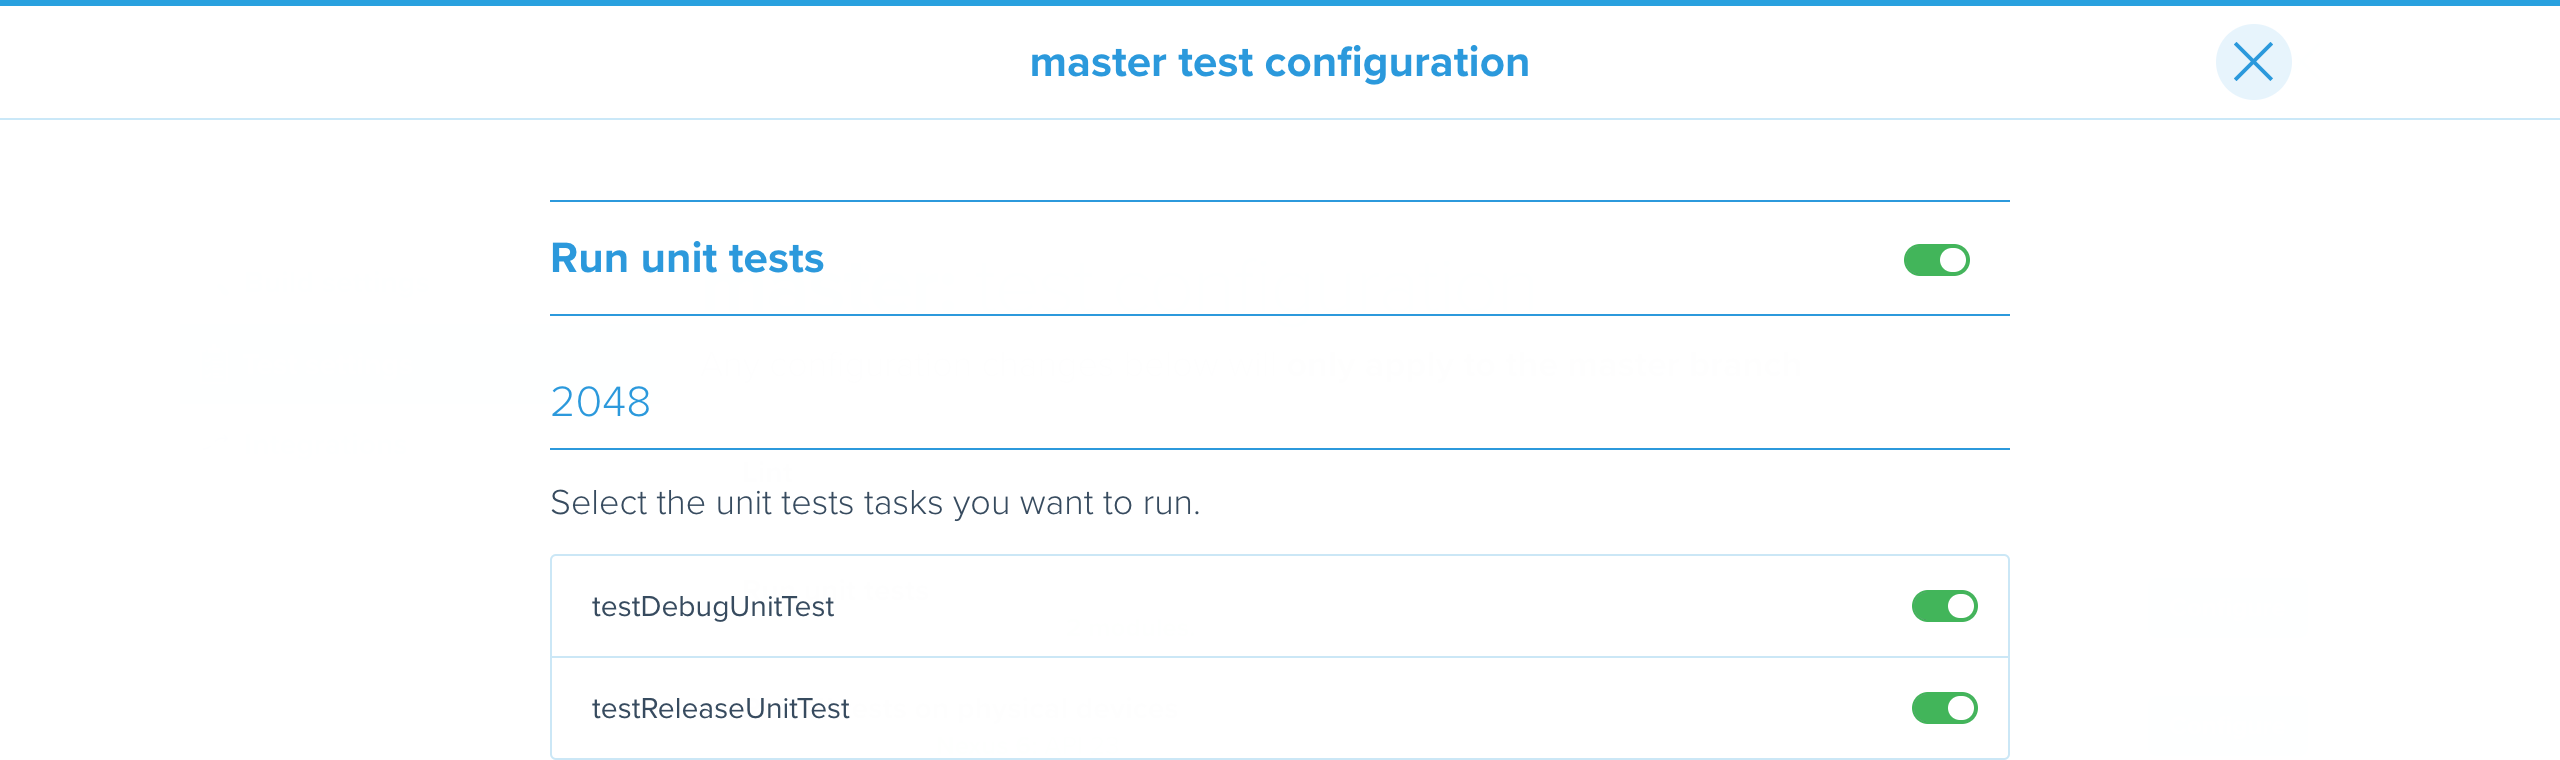 master test configuration
Run unit tests
2048
Select the unit tests tasks you want to run.
testDebugUnitTest
testReleaseUnitTest